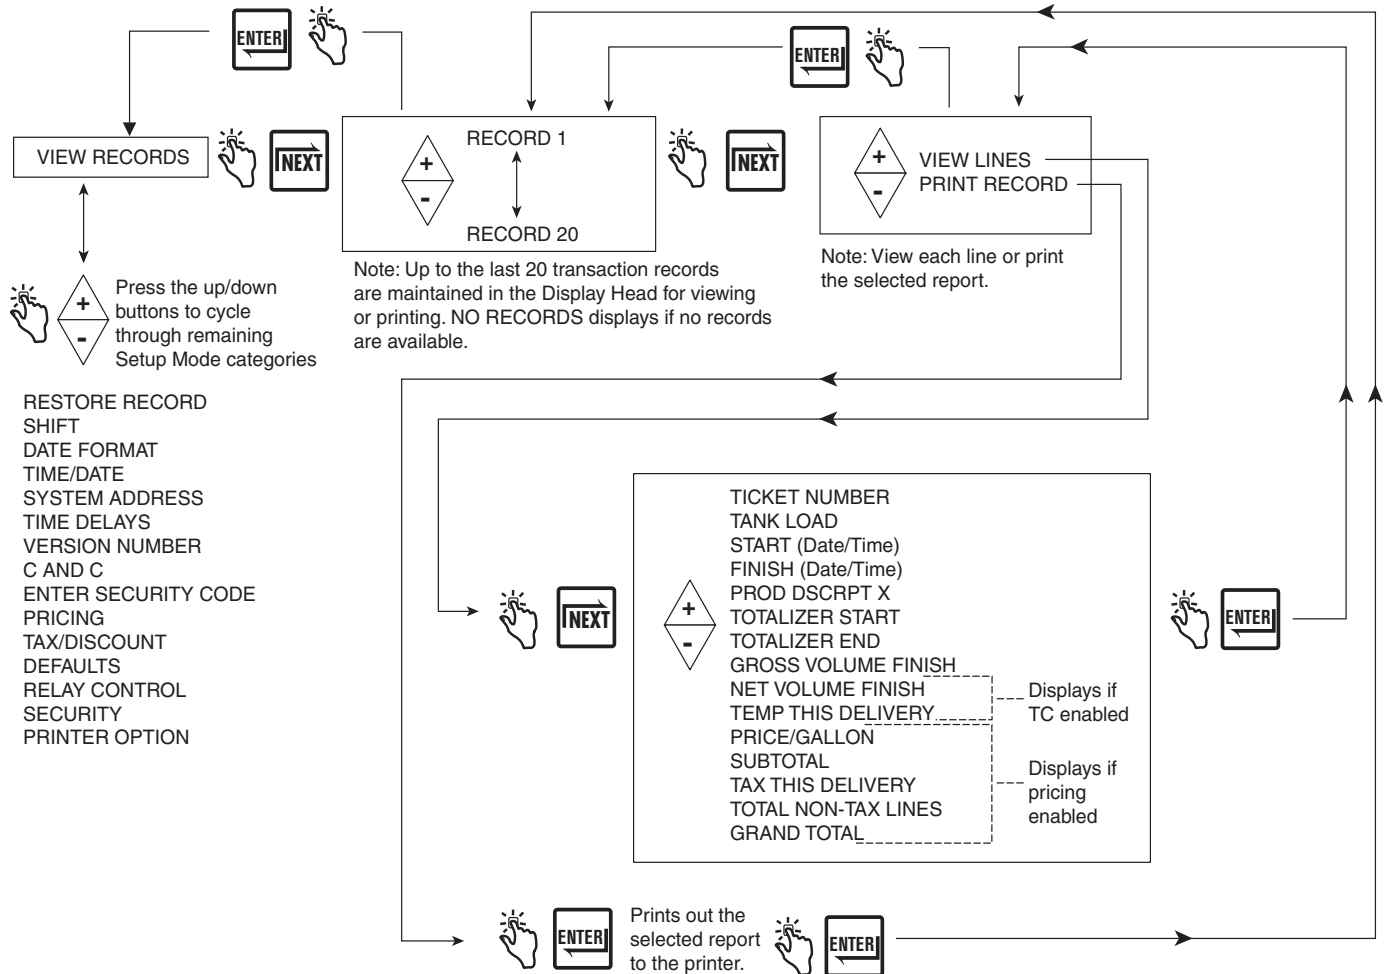 ENTER
ENTER
VIEW RECORDS
NEXT
+
-
RECORD 1
RECORD 20
NEXT
+
-
VIEW LINES
PRINT RECORD
Note: Up to the last 20 transaction records
are maintained in the Display Head for viewing
or printing. NO RECORDS displays if no records
are available.
Note: View each line or print
the selected report.
+
-
Press the up/down
buttons to cycle
through remaining
Setup Mode categories
RESTORE RECORD
SHIFT
DATE FORMAT
TIME/DATE
SYSTEM ADDRESS
TIME DELAYS
VERSION NUMBER
C AND C
ENTER SECURITY CODE
PRICING
TAX/DISCOUNT
DEFAULTS
RELAY CONTROL
SECURITY
PRINTER OPTION
NEXT
+
-
TICKET NUMBER
TANK LOAD
START (Date/Time)
FINISH (Date/Time)
PROD DSCRPT X
TOTALIZER START
TOTALIZER END
GROSS VOLUME FINISH
NET VOLUME FINISH
TEMP THIS DELIVERY
PRICE/GALLON
SUBTOTAL
TAX THIS DELIVERY
TOTAL NON-TAX LINES
GRAND TOTAL
Displays if
TC enabled
Displays if
pricing
enabled
ENTER
ENTER
Prints out the
selected report
to the printer.
ENTER